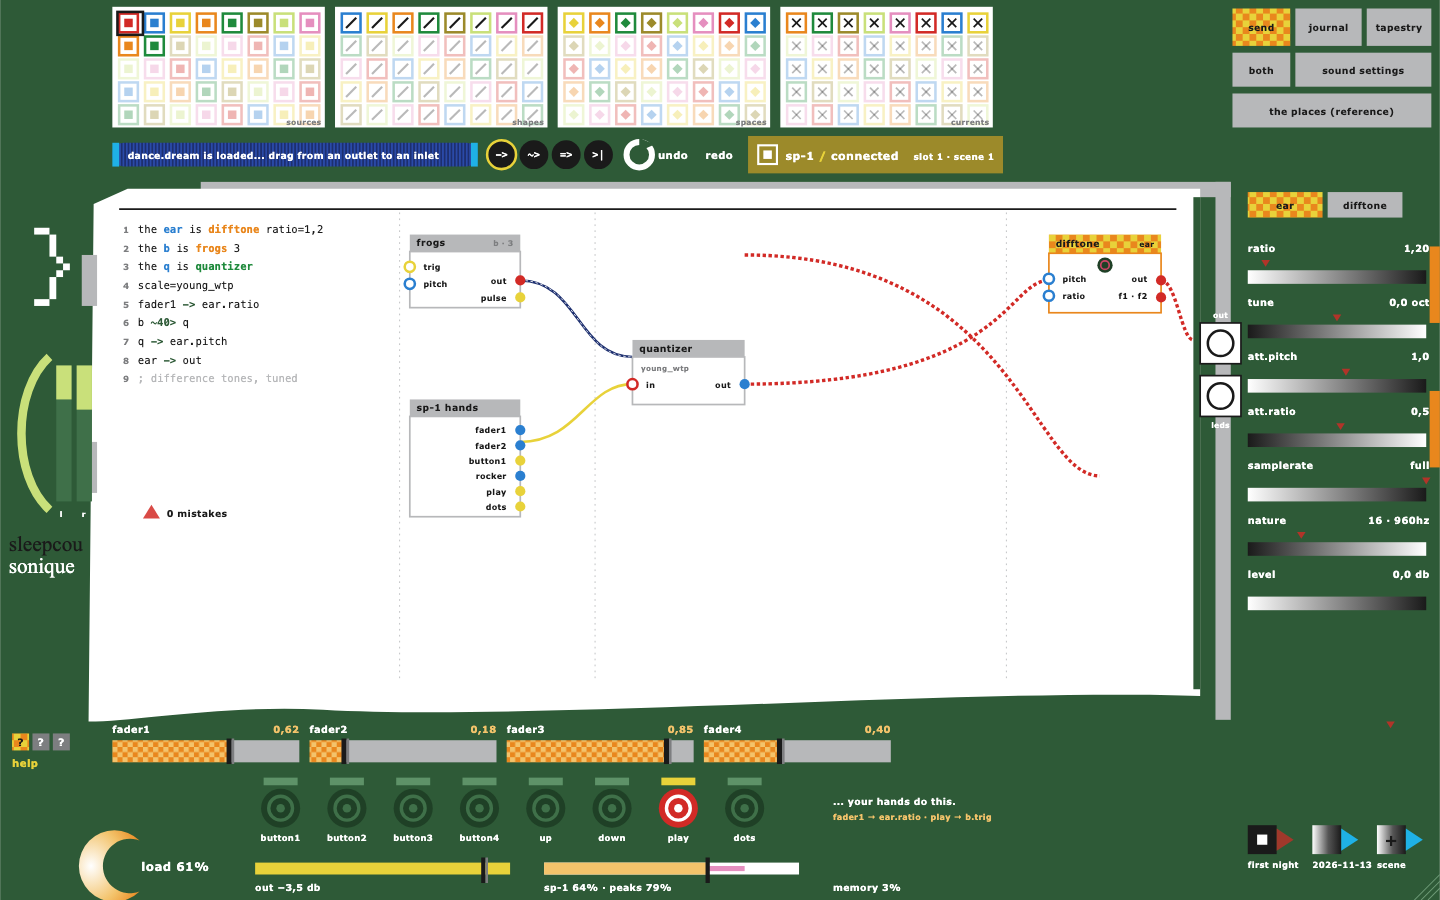 sources
shapes
spaces
currents
send
journal
tapestry
both
sound settings
the places (reference)
dance.dream is loaded... drag from an outlet to an inlet
->
~>
=>
>|
undo
redo
sp-1 / connected
slot 1 · scene 1
1 the ear is difftone ratio=1,2
2 the b is frogs 3
3 the q is quantizer
4 scale=young_wtp
5 fader1 -> ear.ratio
6 b ~40> q
7 q -> ear.pitch
8 ear -> out
9 ; difference tones, tuned
0 mistakes
frogs
b · 3
trig
pitch
out
pulse
sp-1 hands
fader1
fader2
button1
rocker
play
dots
quantizer
young_wtp
in
out
difftone
ear
pitch
out
ratio
f1 · f2
out
leds
ear
difftone
ratio 1,20
tune 0,0 oct
att.pitch 1,0
att.ratio 0,5
samplerate full
nature 16 · 960hz
level 0,0 db
l r
sleepcou
sonique
? ? ?
help
fader1 0,62
fader2 0,18
fader3 0,85
fader4 0,40
button1
button2
button3
button4
up
down
play
dots
... your hands do this.
fader1 → ear.ratio · play → b.trig
load 61%
out −3,5 db
sp-1 64% · peaks 79%
memory 3%
first night
2026-11-13
scene